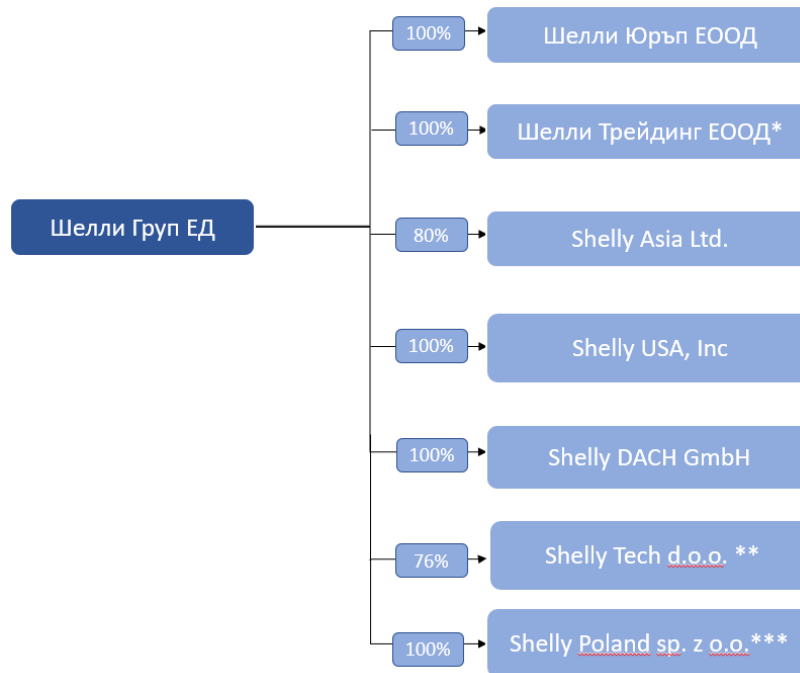 100%
Шелли Юръп ЕООД
100%
Шелли Трейдинг ЕООД*
Шелли Груп ЕД
80%
Shelly Asia Ltd.
100%
Shelly USA, Inc
100%
Shelly DACH GmbH
76%
Shelly Tech d.o.o. **
100%
Shelly Poland sp. z o.o.***